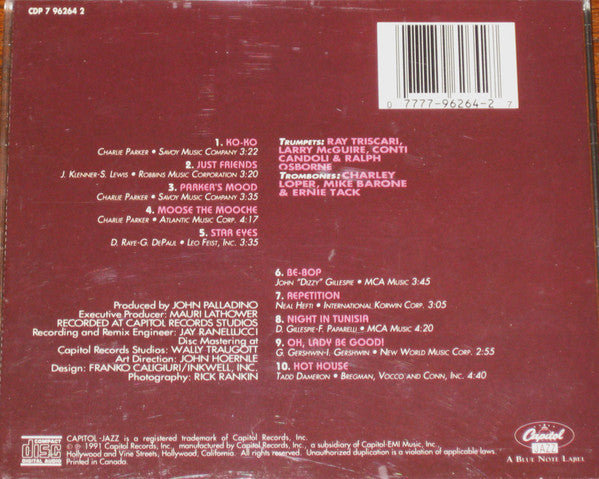 CDP 7 96264 2
0 7777-96264-2 7
1. KO-KO
CHARLIE PARKER • SAVOY MUSIC COMPANY 3:22
2. JUST FRIENDS
J. KLENNER-S. LEWIS • ROBBINS MUSIC CORPORATION 3:20
3. PARKER'S MOOD
CHARLIE PARKER • SAVOY MUSIC COMPANY 3:35
4. MOOSE THE MOOCHE
CHARLIE PARKER • ATLANTIC MUSIC CORP. 4:17
5. STAR EYES
D. RAYE-G. DEPAUL • LEO FEIST, INC. 3:35
TRUMPETS: RAY TRISCARI,
LARRY McGUIRE, CONTI
CANDOLI & RALPH
OSBORNE
TROMBONES: CHARLEY
LOPER, MIKE BARONE
& ERNIE TACK
6. BE-BOP
JOHN "DIZZY" GILLESPIE • MCA MUSIC 3:45
7. REPETITION
NEAL HEFTI • INTERNATIONAL KORWIN CORP. 3:05
8. NIGHT IN TUNISIA
D. GILLESPIE-F. PAPARELLI • MCA MUSIC 4:20
9. OH, LADY BE GOOD!
G. GERSHWIN-I. GERSHWIN • NEW WORLD MUSIC CORP. 2:55
10. HOT HOUSE
TADD DAMERON • BREGMAN, VOCCO AND CONN, INC. 4:40
Produced by JOHN PALLADINO
Executive Producer: MAURI LATHOWER
RECORDED AT CAPITOL RECORDS STUDIOS
Recording and Remix Engineer: JAY RANELLUCCI
Disc Mastering at
Capitol Records Studios: WALLY TRAUGOTT
Art Direction: JOHN HOERNLE
Design: FRANKO CALIGIURI/INKWELL, INC.
Photography: RICK RANKIN
COMPACT
disc
DIGITAL AUDIO
CAPITOL-JAZZ is a registered trademark of Capitol Records, Inc.
© ℗ 1991 Capitol Records, Inc., manufactured by Capitol Records, Inc., a subsidiary of Capitol-EMI Music, Inc.,
Hollywood and Vine Streets, Hollywood, California. Unauthorized duplication is a violation of applicable laws.
Printed in Canada.
Capitol
JAZZ
A BLUE NOTE LABEL